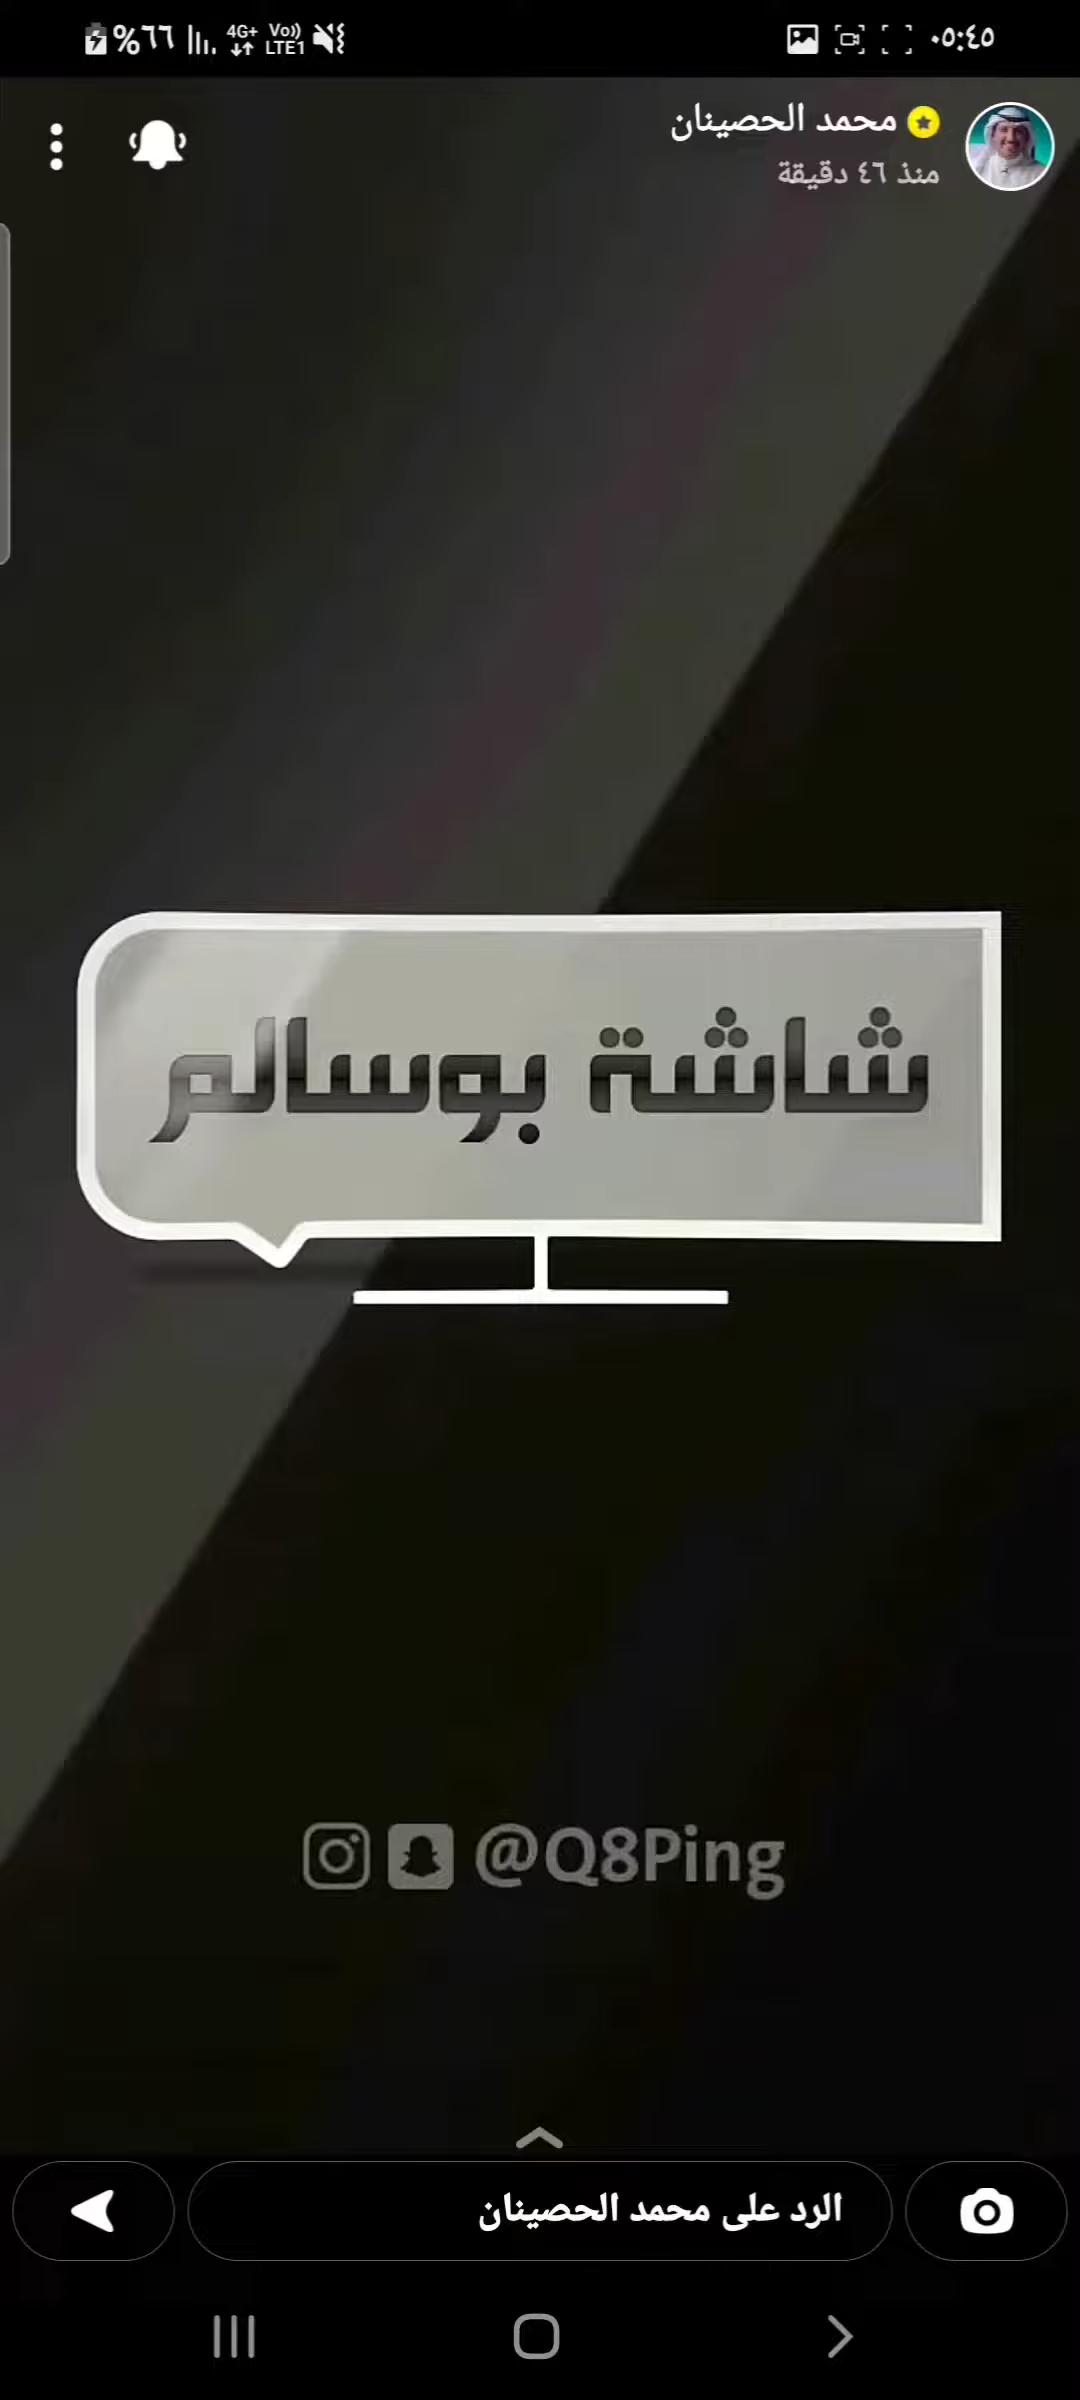 %٦٦ 4G+ Vo)) LTE1 ٠٥:٤٥
محمد الحصينان
منذ ٤٦ دقيقة
شاشة بوسالم
@Q8Ping
الرد على محمد الحصينان